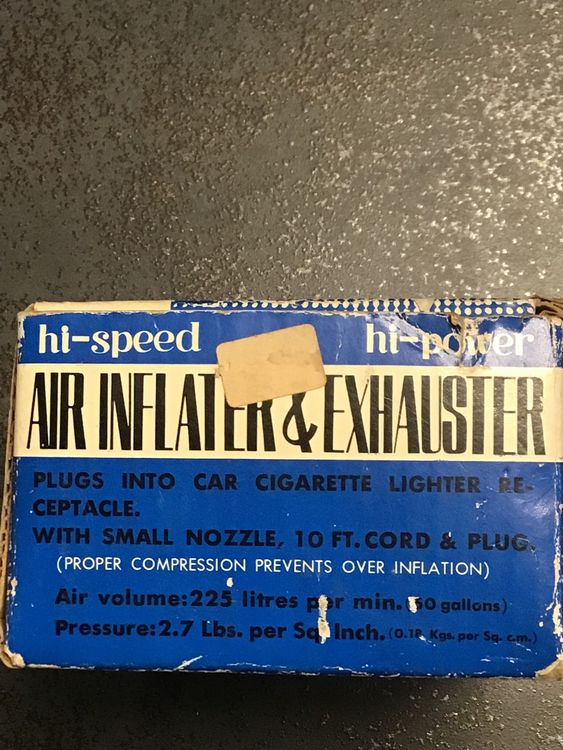 hi-speed hi-power
AIR INFLATER & EXHAUSTER
PLUGS INTO CAR CIGARETTE LIGHTER RE-
CEPTACLE.
WITH SMALL NOZZLE, 10 FT. CORD & PLUG.
(PROPER COMPRESSION PREVENTS OVER INFLATION)
Air volume:225 litres per min. (60 gallons)
Pressure:2.7 Lbs. per Sq. Inch. (0.18 Kgs. per Sq. c.m.)